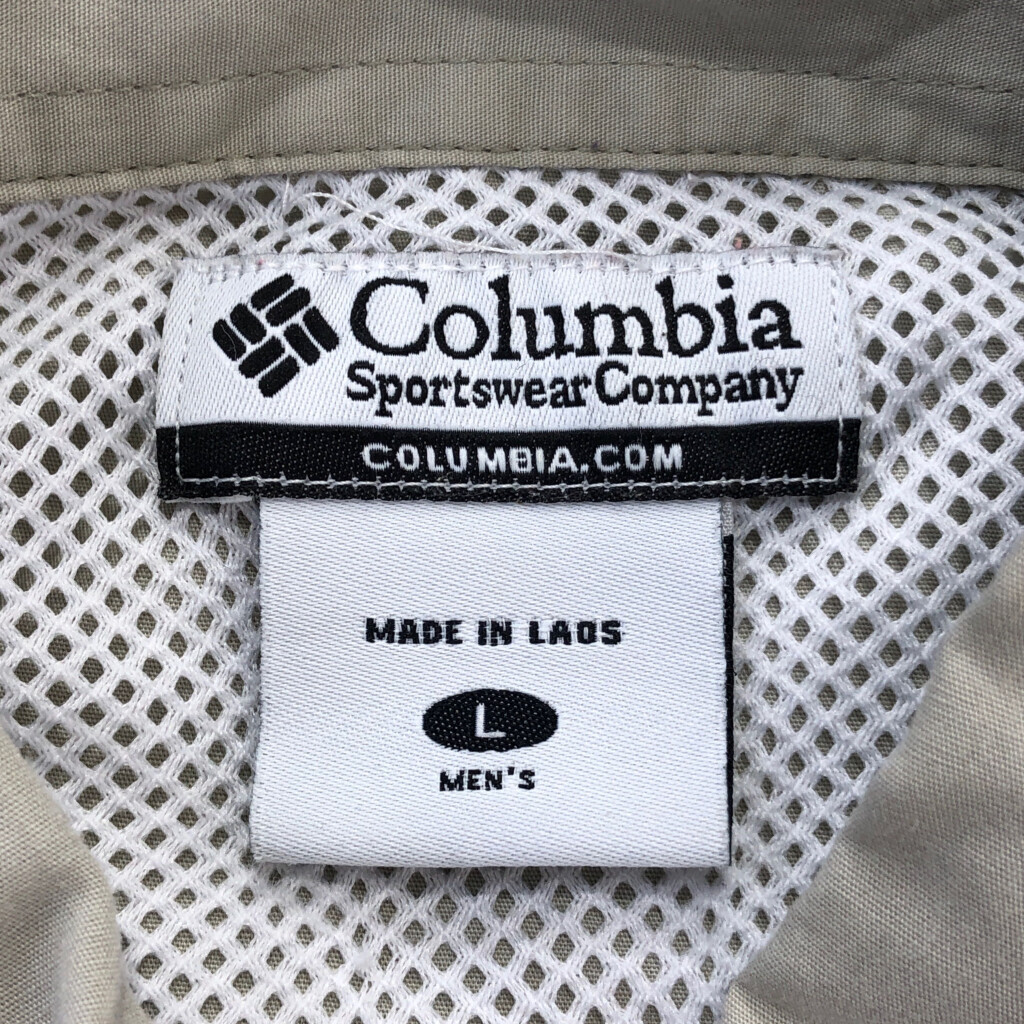 Columbia
Sportswear Company
COLUMBIA.COM
MADE IN LAOS
L
MEN'S